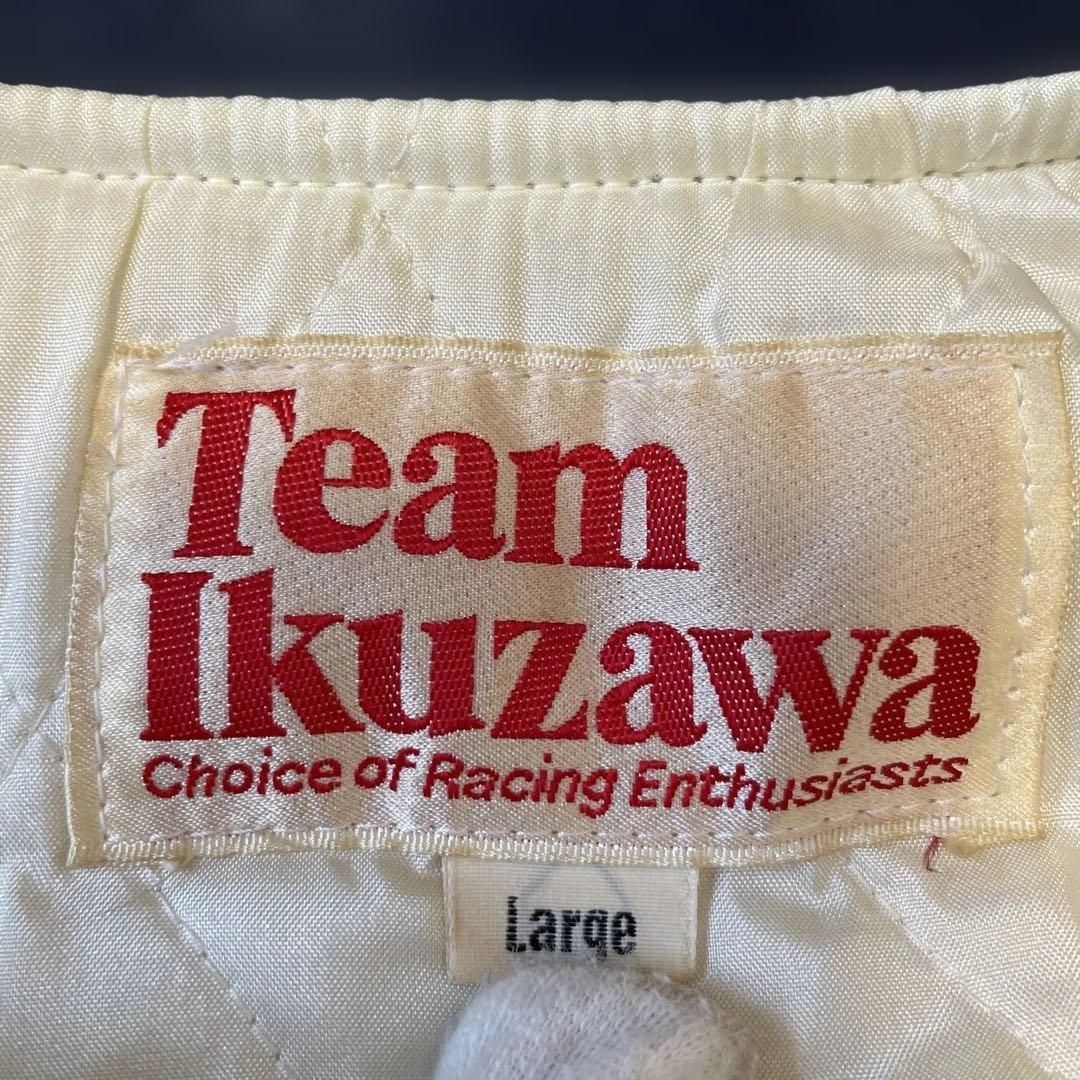 Team
Ikuzawa
Choice of Racing Enthusiasts
Large